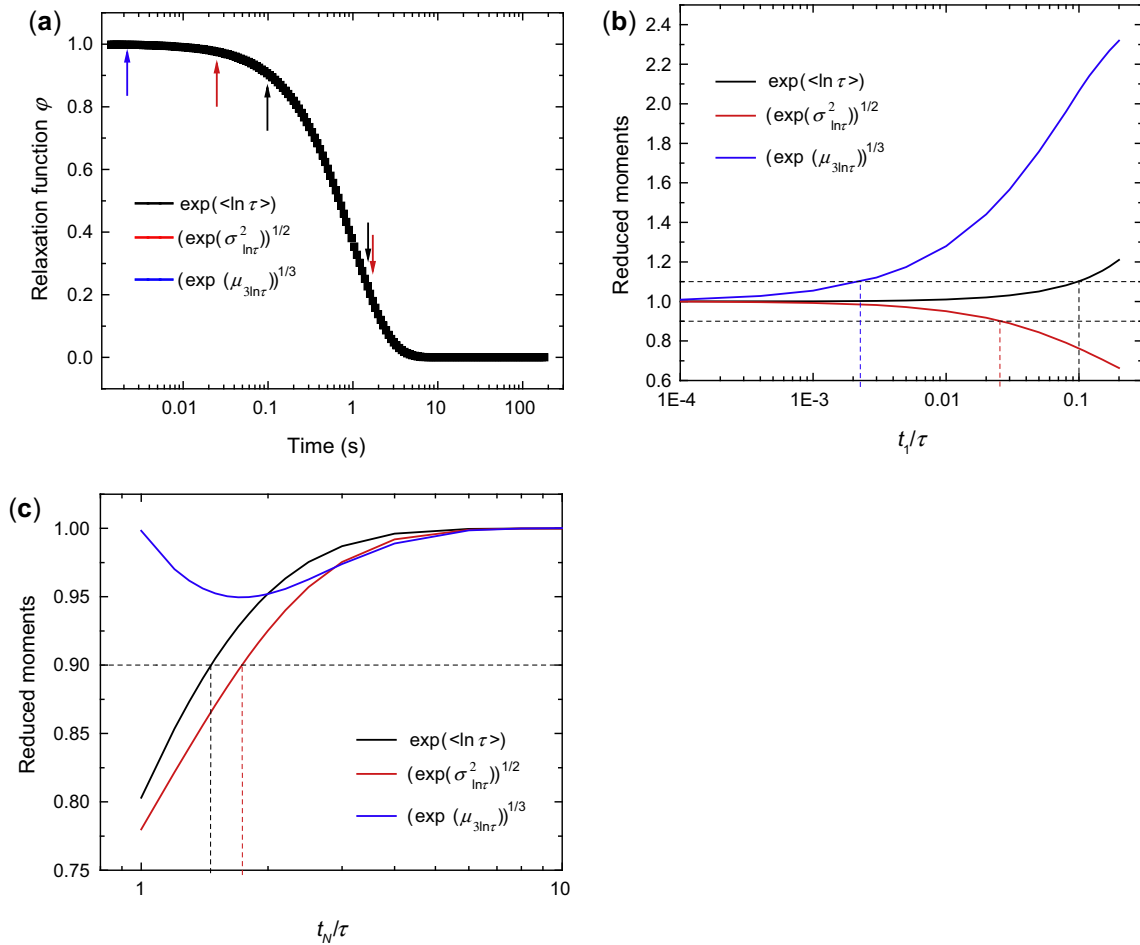 (a)
Relaxation function φ
1.0
0.8
0.6
0.4
0.2
0.0
exp(<ln τ>)
(exp(σ²lnτ))^1/2
(exp (μ3lnτ))^1/3
0.01 0.1 1 10 100
Time (s)
(b)
Reduced moments
2.4
2.2
2.0
1.8
1.6
1.4
1.2
1.0
0.8
0.6
exp(<ln τ>)
(exp(σ²lnτ))^1/2
(exp (μ3lnτ))^1/3
1E-4 1E-3 0.01 0.1
t1/τ
(c)
Reduced moments
1.00
0.95
0.90
0.85
0.80
0.75
exp(<ln τ>)
(exp(σ²lnτ))^1/2
(exp (μ3lnτ))^1/3
1 10
tN/τ